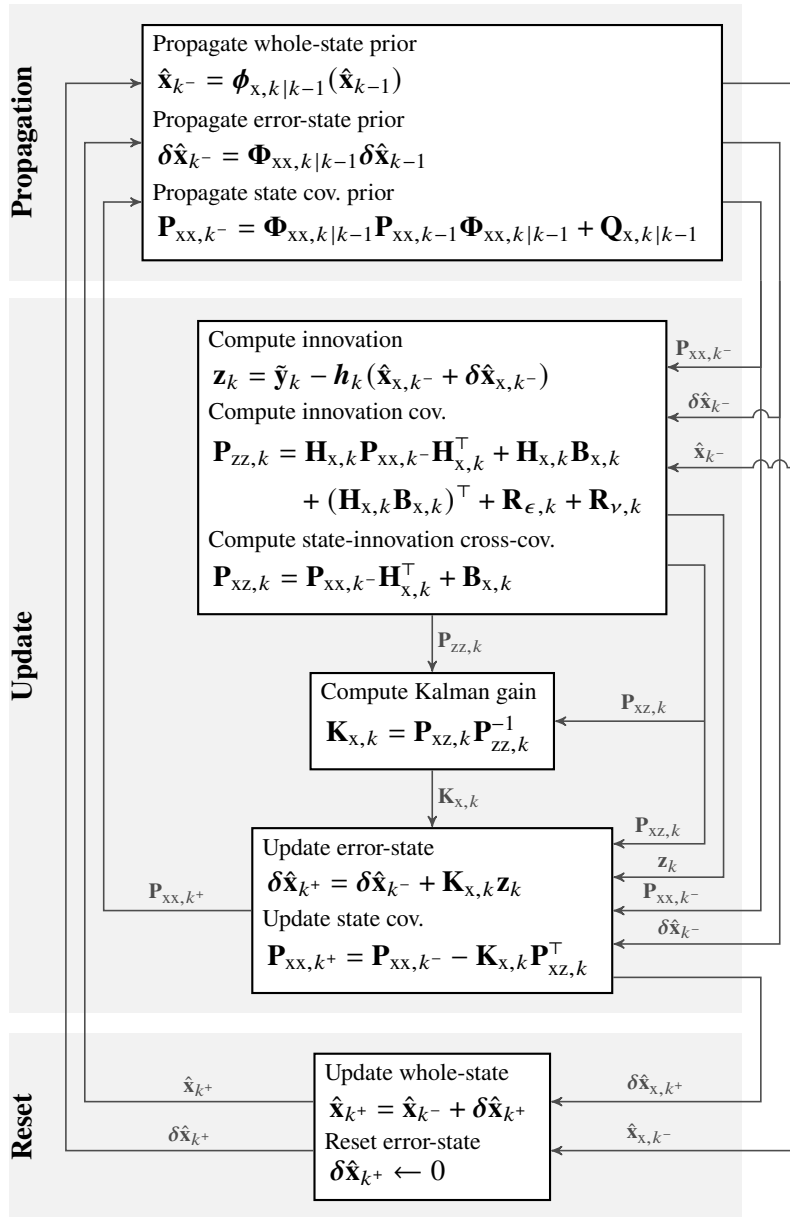 Propagation
Propagate whole-state prior
x̂ₖ⁻ = ϕ_{x,k|k−1}(x̂_{k−1})
Propagate error-state prior
δx̂ₖ⁻ = Φ_{xx,k|k−1}δx̂_{k−1}
Propagate state cov. prior
P_{xx,k⁻} = Φ_{xx,k|k−1}P_{xx,k−1}Φ_{xx,k|k−1} + Q_{x,k|k−1}
Update
Compute innovation
z_k = ỹ_k − h_k(x̂_{x,k⁻} + δx̂_{x,k⁻})
Compute innovation cov.
P_{zz,k} = H_{x,k}P_{xx,k⁻}H_{x,k}^⊤ + H_{x,k}B_{x,k}
+ (H_{x,k}B_{x,k})^⊤ + R_{ϵ,k} + R_{ν,k}
Compute state-innovation cross-cov.
P_{xz,k} = P_{xx,k⁻}H_{x,k}^⊤ + B_{x,k}
P_{xx,k⁻}
δx̂_{k⁻}
x̂_{k⁻}
P_{zz,k}
Compute Kalman gain
K_{x,k} = P_{xz,k}P_{zz,k}^{−1}
P_{xz,k}
K_{x,k}
Update error-state
δx̂_{k⁺} = δx̂_{k⁻} + K_{x,k}z_k
Update state cov.
P_{xx,k⁺} = P_{xx,k⁻} − K_{x,k}P_{xz,k}^⊤
P_{xz,k}
z_k
P_{xx,k⁻}
δx̂_{k⁻}
P_{xx,k⁺}
Reset
Update whole-state
x̂_{k⁺} = x̂_{k⁻} + δx̂_{k⁺}
Reset error-state
δx̂_{k⁺} ← 0
x̂_{k⁺}
δx̂_{k⁺}
δx̂_{x,k⁺}
x̂_{x,k⁻}